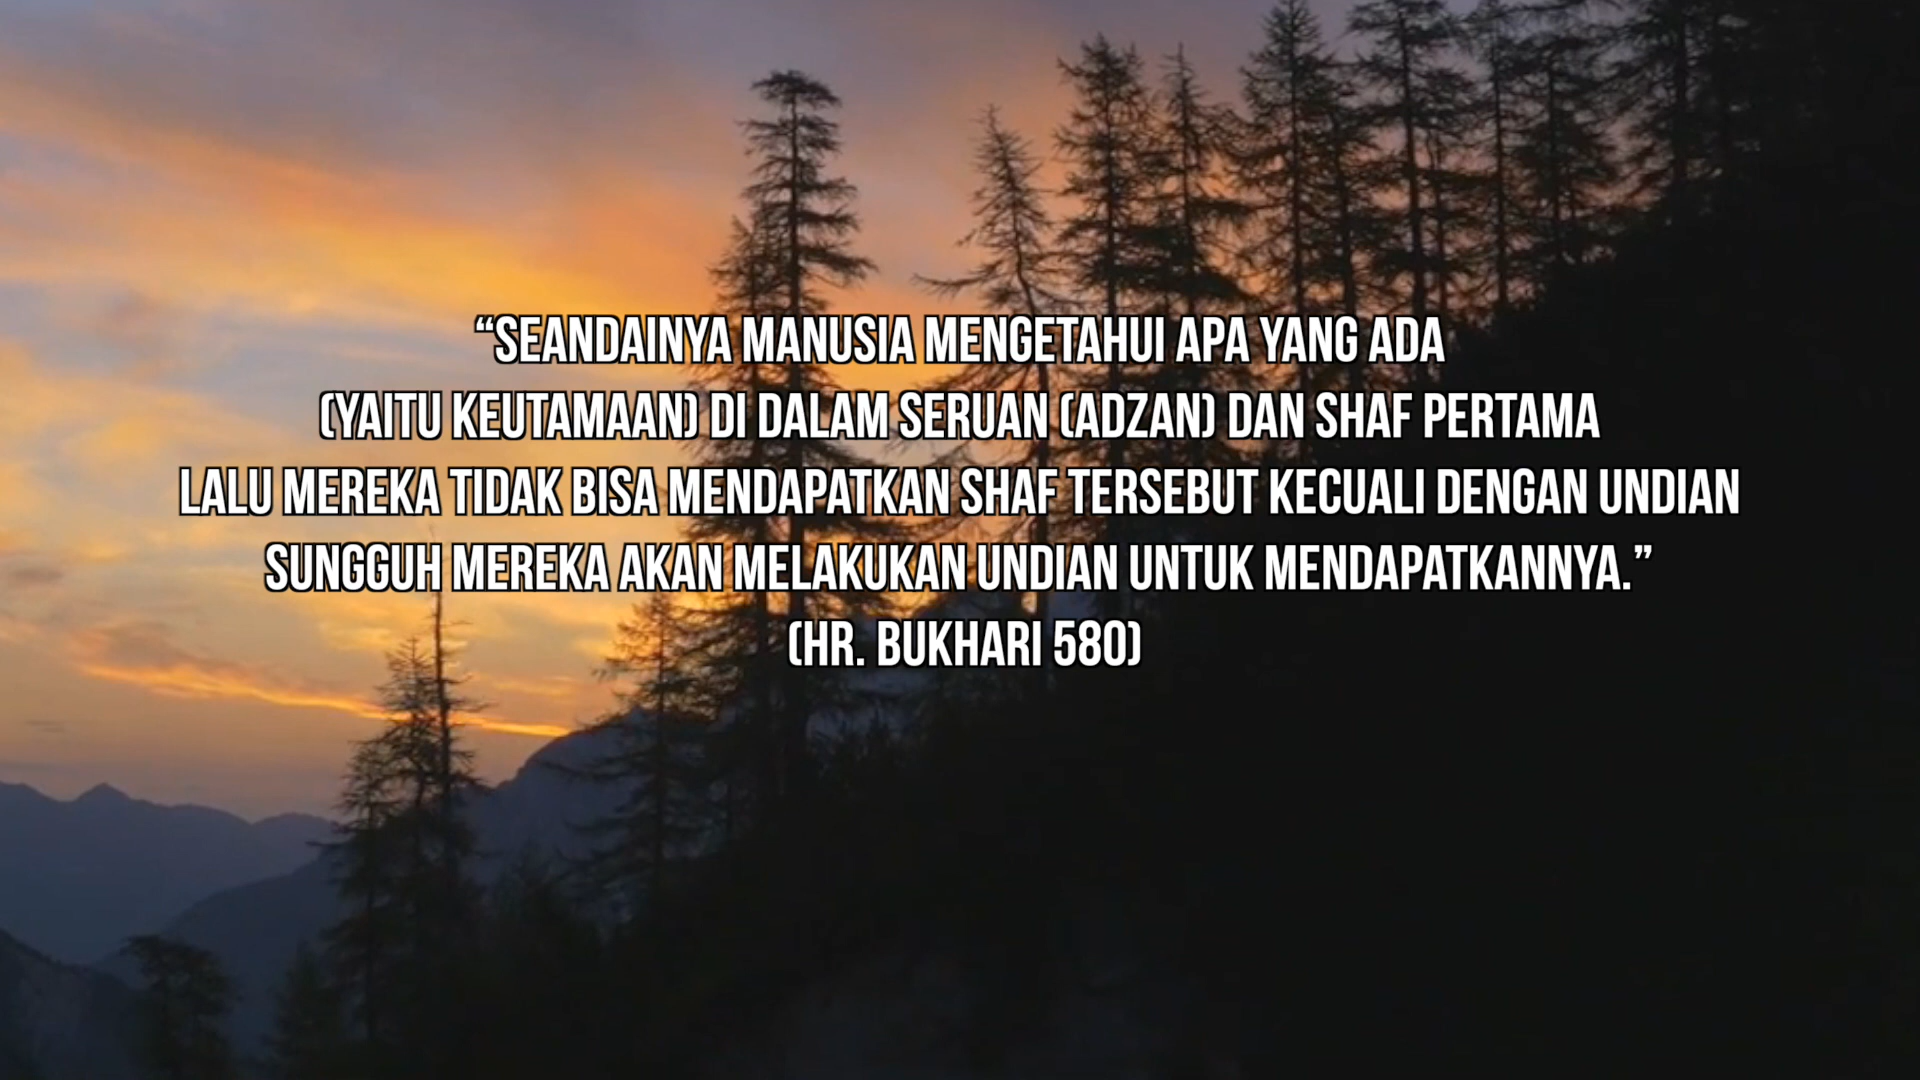 “SEANDAINYA MANUSIA MENGETAHUI APA YANG ADA
(YAITU KEUTAMAAN) DI DALAM SERUAN (ADZAN) DAN SHAF PERTAMA
LALU MEREKA TIDAK BISA MENDAPATKAN SHAF TERSEBUT KECUALI DENGAN UNDIAN
SUNGGUH MEREKA AKAN MELAKUKAN UNDIAN UNTUK MENDAPATKANNYA.”
(HR. BUKHARI 580)